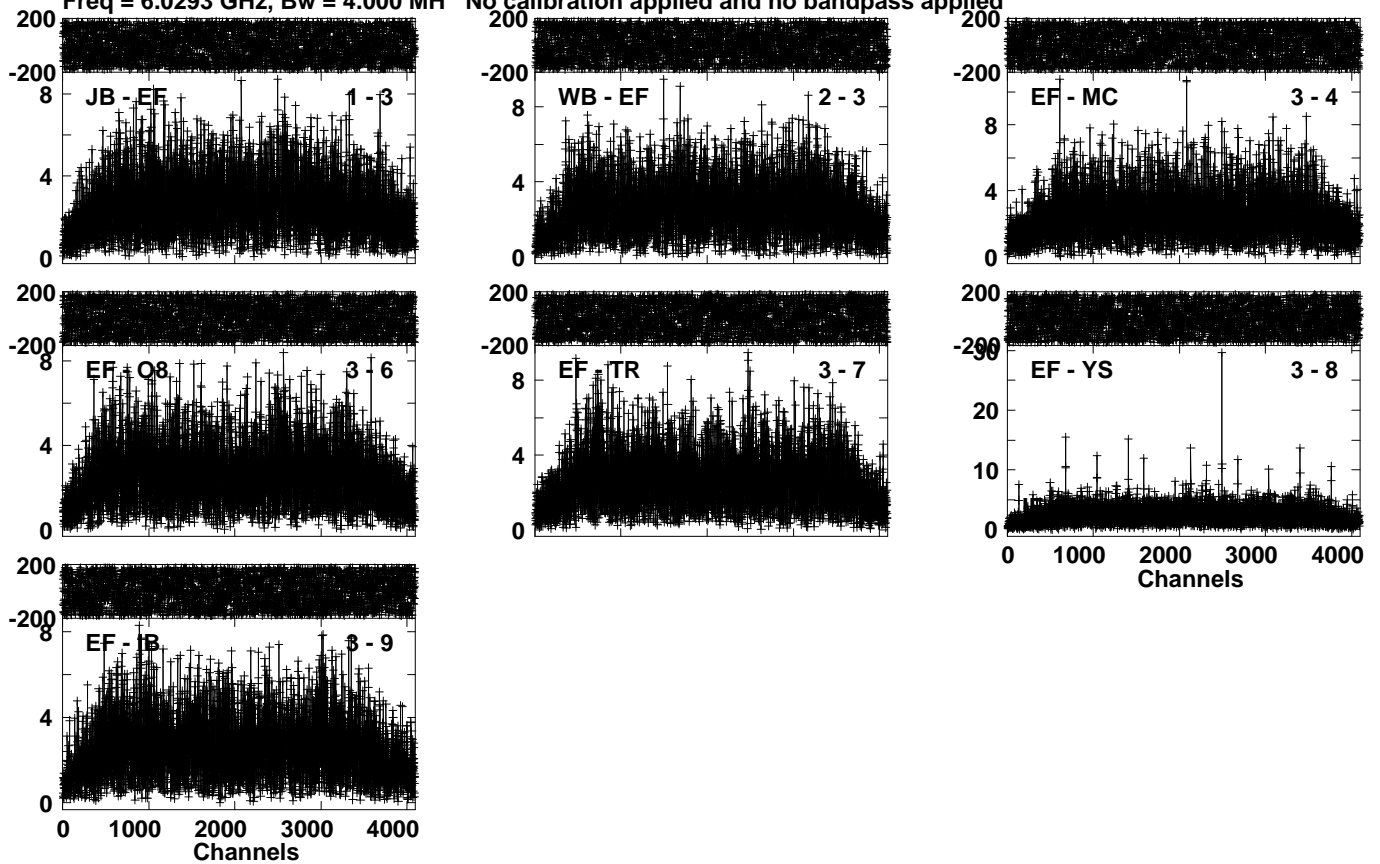 Freq = 6.0293 GHz, Bw = 4.000 MH No calibration applied and no bandpass applied
200 200 200
-200 -200 -200
JB - EF 1 - 3 WB - EF 2 - 3 EF - MC 3 - 4
8 8 8
4 4 4
0 0 0
200 200 200
-200 -200 -200
30
EF - O8 3 - 6 EF - TR 3 - 7 EF - YS 3 - 8
8 8 20
4 4 10
0 0 0
0 1000 2000 3000 4000
Channels
200
-200
EF - IB 3 - 9
8
4
0
0 1000 2000 3000 4000
Channels